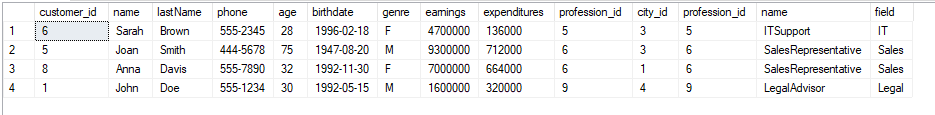 customer_id name lastName phone age birthdate genre earnings expenditures profession_id city_id profession_id name field
1 6 Sarah Brown 555-2345 28 1996-02-18 F 4700000 136000 5 3 5 ITSupport IT
2 5 Joan Smith 444-5678 75 1947-08-20 M 9300000 712000 6 3 6 SalesRepresentative Sales
3 8 Anna Davis 555-7890 32 1992-11-30 F 7000000 664000 6 1 6 SalesRepresentative Sales
4 1 John Doe 555-1234 30 1992-05-15 M 1600000 320000 9 4 9 LegalAdvisor Legal